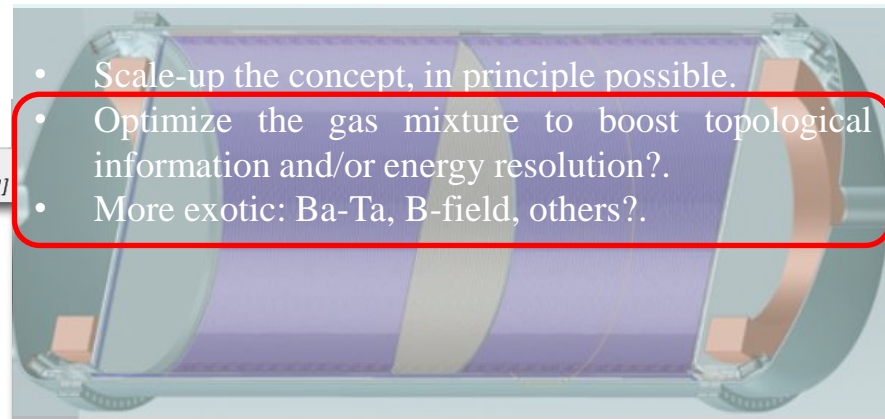 • Scale-up the concept, in principle possible.
• Optimize the gas mixture to boost topological
information and/or energy resolution?.
• More exotic: Ba-Ta, B-field, others?.